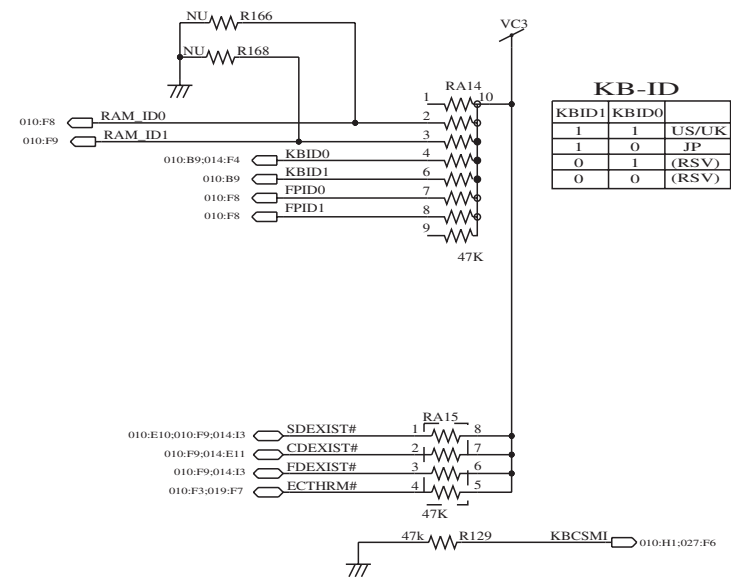 NU R166
VC3
NU R168
RA14
1 10
KB-ID
KBID1 KBID0
1 1 US/UK
1 0 JP
0 1 (RSV)
0 0 (RSV)
010:F8 RAM_ID0 2
010:F9 RAM_ID1 3
010:B9;014:F4 KBID0 4
010:B9 KBID1 6
010:F8 FPID0 7
010:F8 FPID1 8
9
47K
RA15
010:E10;010:F9;014:I3 SDEXIST# 1 8
010:F9;014:E11 CDEXIST# 2 7
010:F9;014:I3 FDEXIST# 3 6
010:F3;019:F7 ECTHRM# 4 5
47K
47k R129 KBCSMI 010:H1;027:F6